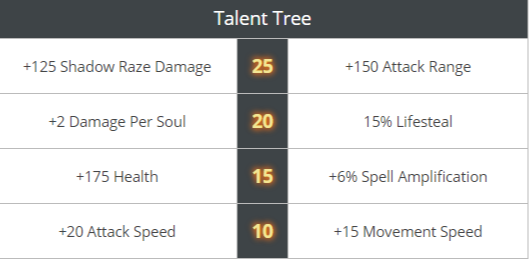 Talent Tree
+125 Shadow Raze Damage 25 +150 Attack Range
+2 Damage Per Soul 20 15% Lifesteal
+175 Health 15 +6% Spell Amplification
+20 Attack Speed 10 +15 Movement Speed